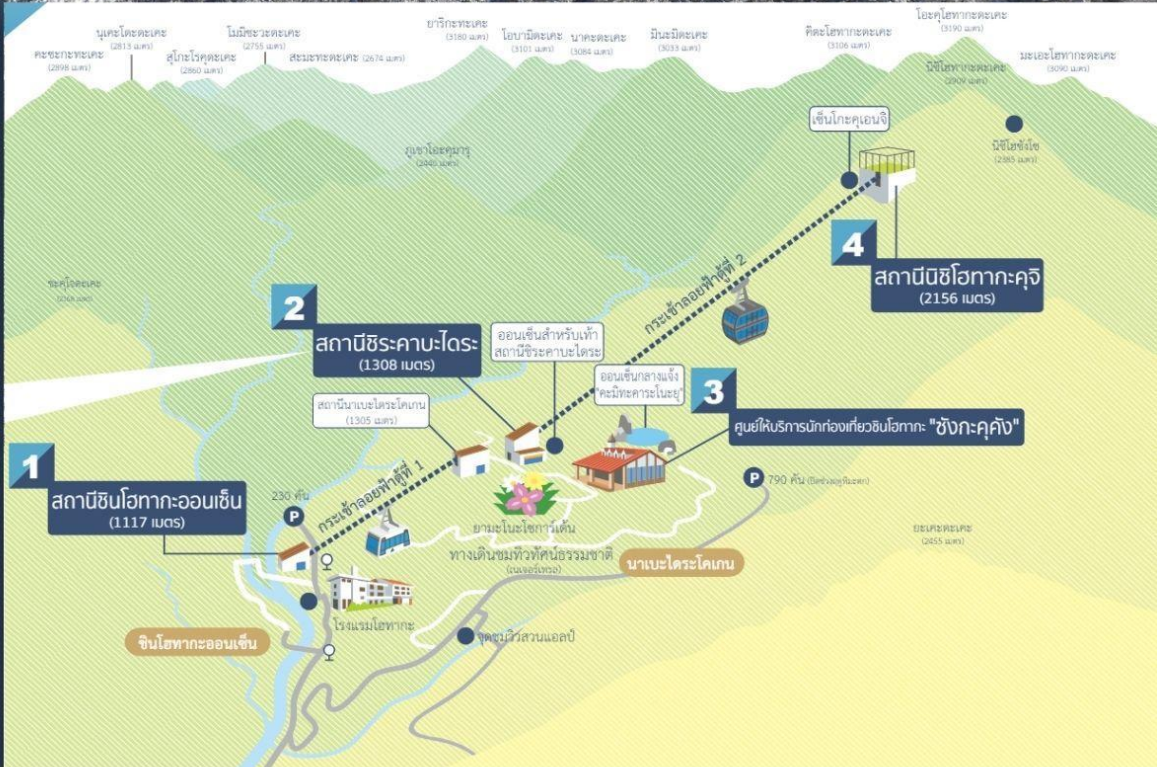 นุเคะโดะดะเคะ
(2813 เมตร)
โมมิซะวะดะเคะ
(2755 เมตร)
ยาริกะทะเคะ
(3180 เมตร)
โอะคุโฮทากะดะเคะ
(3190 เมตร)
คะซะกะทะเคะ
(2898 เมตร)
สุโกะโรคุดะเคะ
(2860 เมตร)
สะมะทะดะเคะ (2674 เมตร)
โอบามิดะเคะ
(3101 เมตร)
นาคะดะเคะ
(3084 เมตร)
มินะมิดะเคะ
(3033 เมตร)
คิตะโฮทากะดะเคะ
(3106 เมตร)
นิชิโฮทากะดะเคะ
(2909 เมตร)
มะเอะโฮทากะดะเคะ
(3090 เมตร)
เซ็นโกะคุเอนจิ
นิชิโฮซังโซ
(2385 เมตร)
ภูเขาโอะคุมารุ
(2440 เมตร)
4
สถานีนิชิโฮทากะคุจิ
(2156 เมตร)
กระเช้าลอยฟ้าตู้ที่ 2
(2168 เมตร)
2
สถานีชิระคาบะไดระ
(1308 เมตร)
ออนเซ็นสำหรับเท้า
สถานีชิระคาบะไดระ
ออนเซ็นกลางแจ้ง
"คะมิทะคาระโนะยุ"
3
ศูนย์ให้บริการนักท่องเที่ยวชินโฮทากะ "ซังกะคุคัง"
สถานีนาเบะไดระโคเกน
(1305 เมตร)
1
สถานีชินโฮทากะออนเซ็น
(1117 เมตร)
230 คัน
P
กระเช้าลอยฟ้าตู้ที่ 1
P
790 คัน (ปิดช่วงฤดูหิมะตก)
ยามะโนะโซการ์เด้น
ทางเดินชมทิวทัศน์ธรรมชาติ
(เนเจอร์เทรล)
นาเบะไดระโคเกน
ยะเคะดะเคะ
(2455 เมตร)
โรงแรมโฮทากะ
ชินโฮทากะออนเซ็น
จุดชมวิวสวนแอลป์